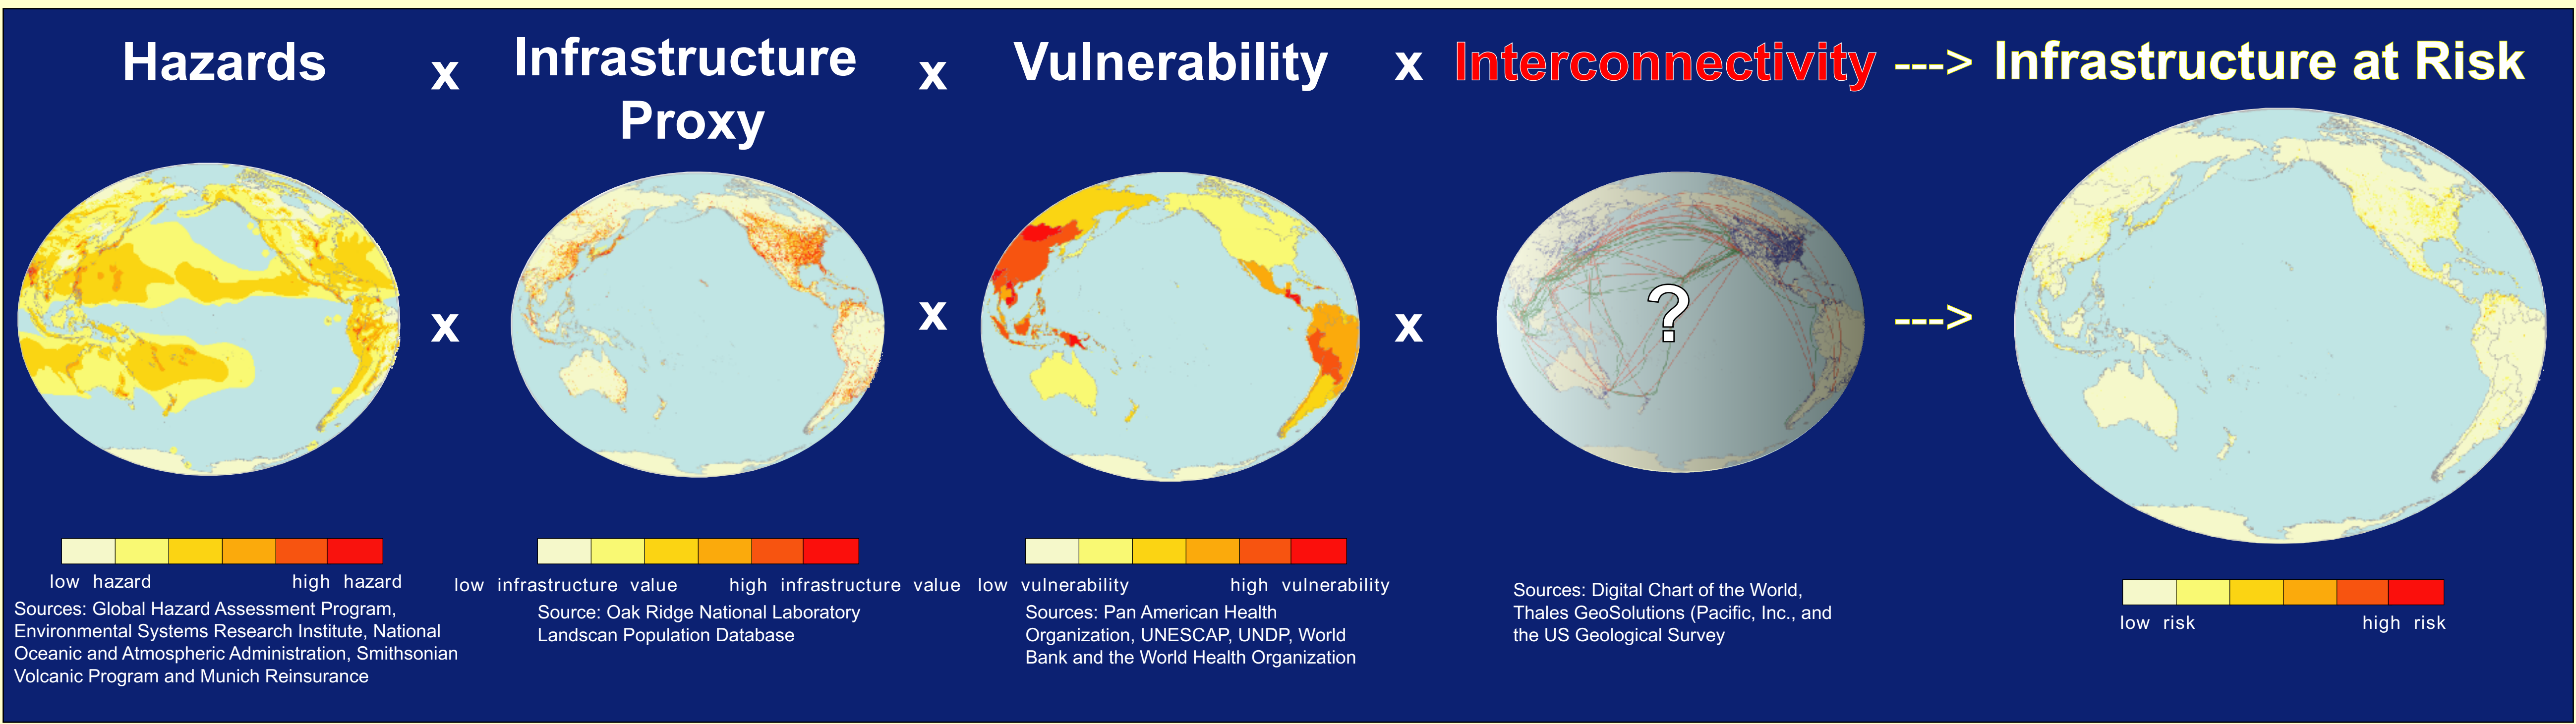 Hazards
x
Infrastructure
Proxy
x
Vulnerability
x
Interconnectivity
--->
Infrastructure at Risk
x
x
?
x
--->
low hazard
high hazard
Sources: Global Hazard Assessment Program,
Environmental Systems Research Institute, National
Oceanic and Atmospheric Administration, Smithsonian
Volcanic Program and Munich Reinsurance
low infrastructure value
high infrastructure value
Source: Oak Ridge National Laboratory
Landscan Population Database
low vulnerability
high vulnerability
Sources: Pan American Health
Organization, UNESCAP, UNDP, World
Bank and the World Health Organization
Sources: Digital Chart of the World,
Thales GeoSolutions (Pacific, Inc., and
the US Geological Survey
low risk
high risk